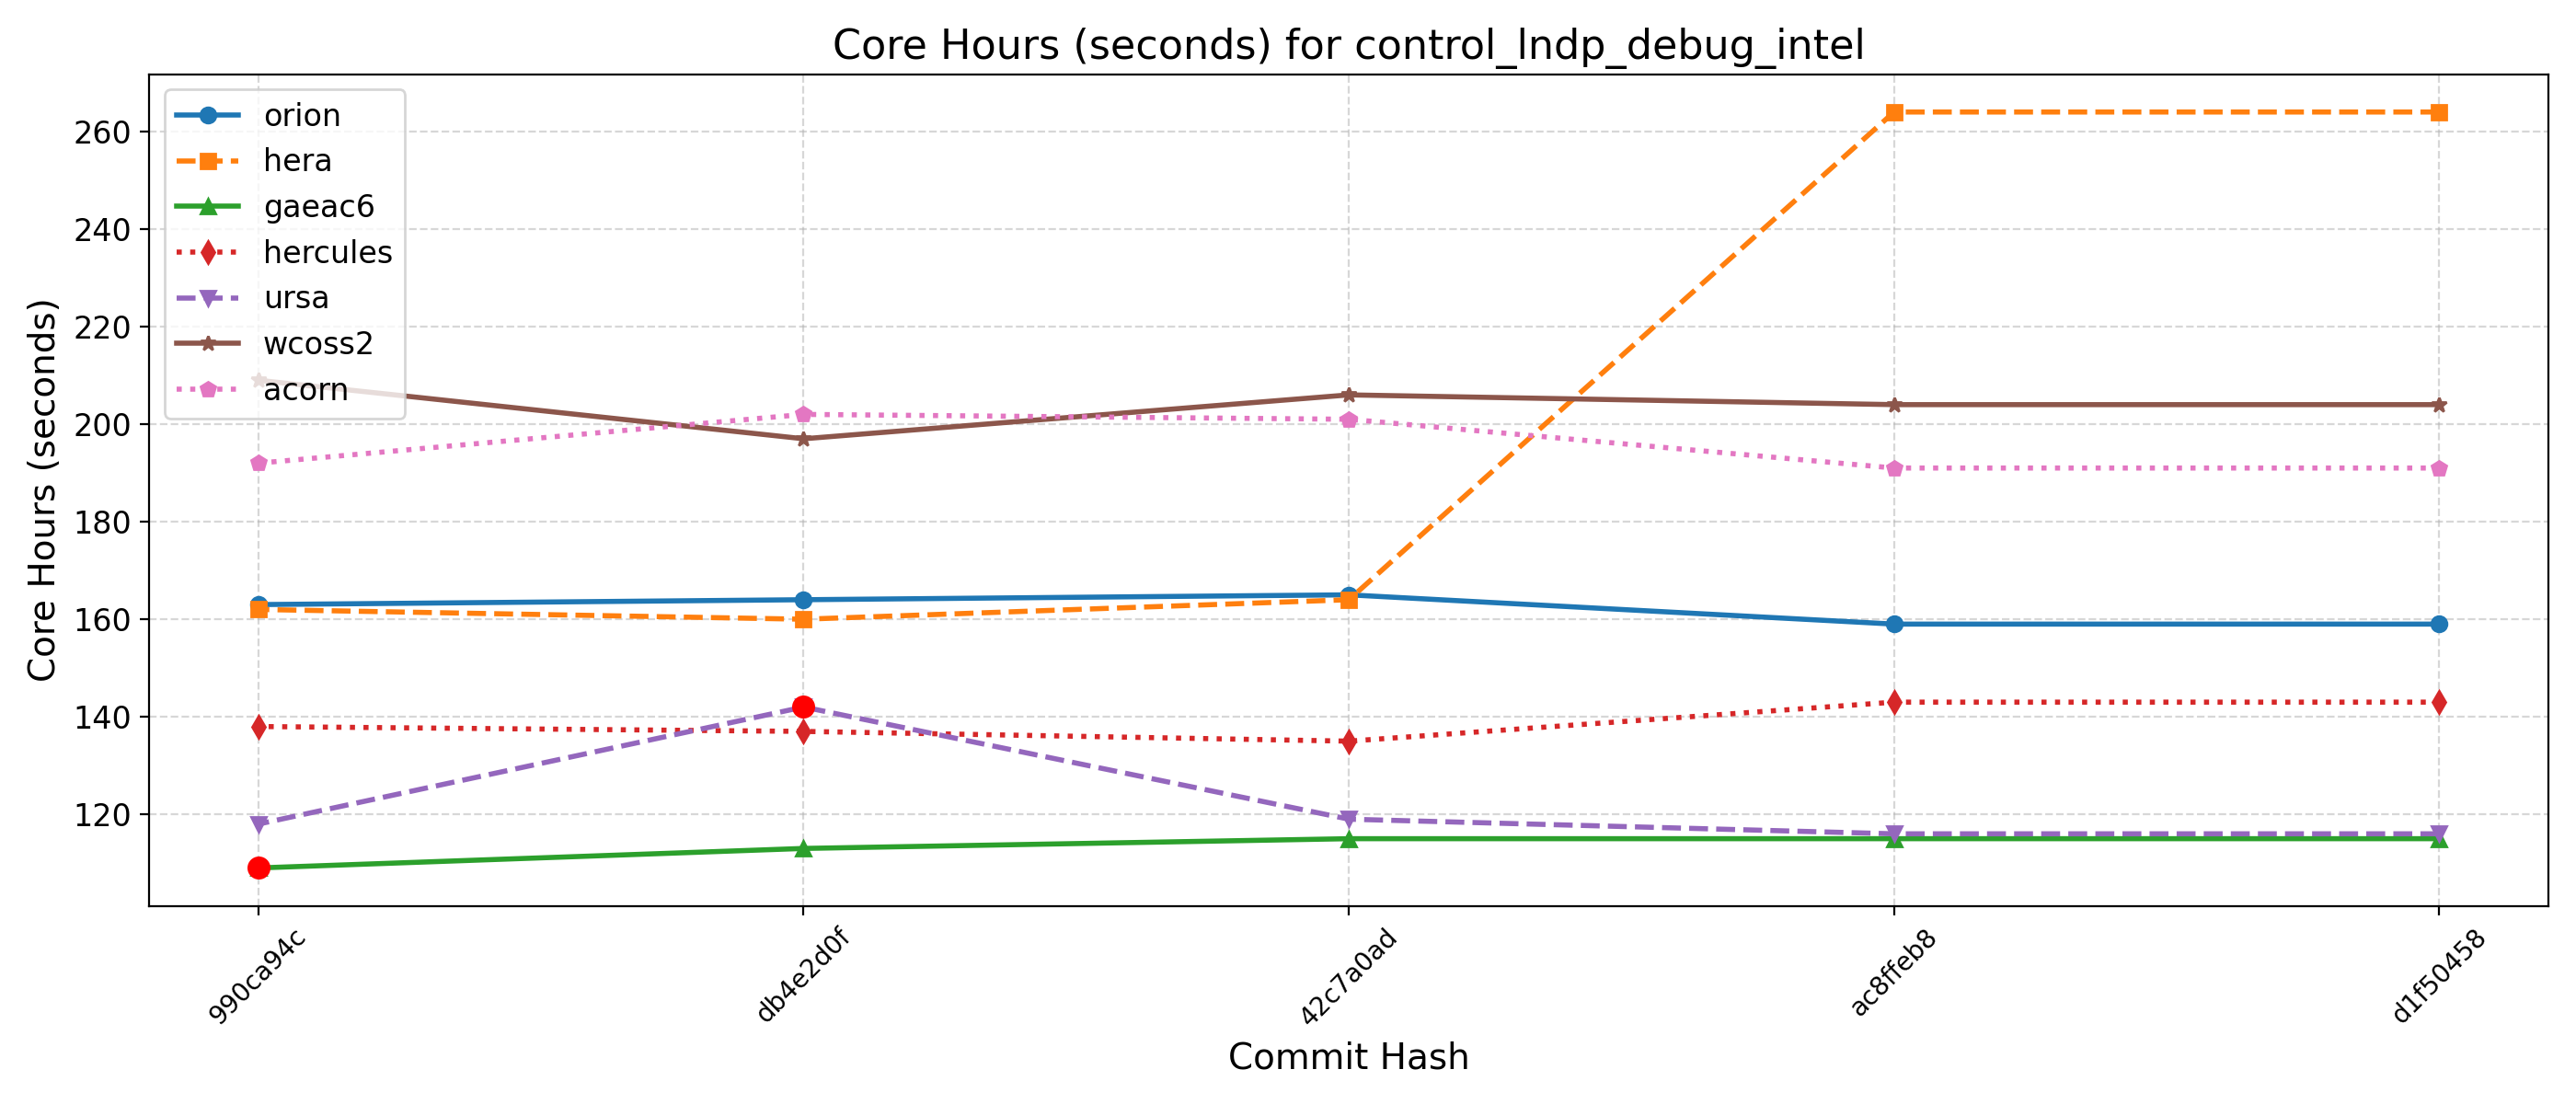 Core Hours (seconds) for control_lndp_debug_intel
orion
hera
gaeac6
hercules
ursa
wcoss2
acorn
260
240
220
200
180
160
140
120
Core Hours (seconds)
990ca94c
db4e2d0f
42c7a0ad
ac8ffeb8
d1f50458
Commit Hash